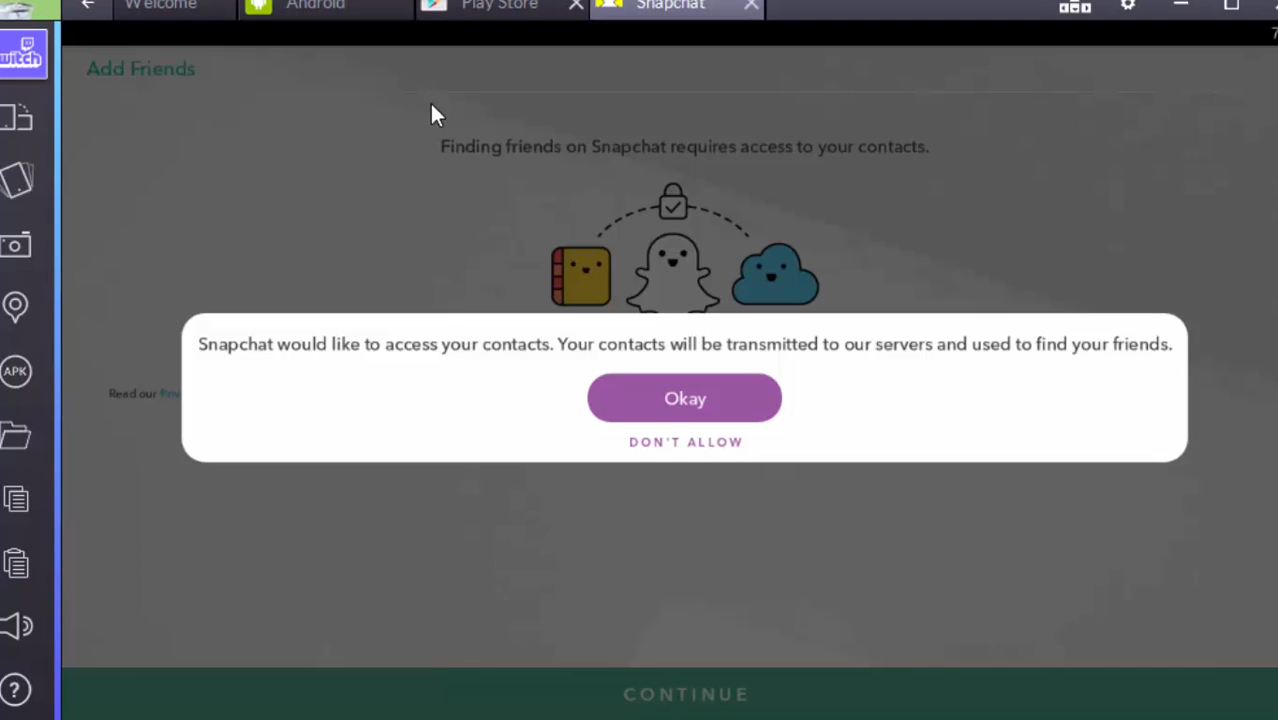 Welcome
Android
Play Store
Snapchat
Add Friends
Finding friends on Snapchat requires access to your contacts.
Snapchat would like to access your contacts. Your contacts will be transmitted to our servers and used to find your friends.
Okay
DON'T ALLOW
Read our
APK
?
CONTINUE